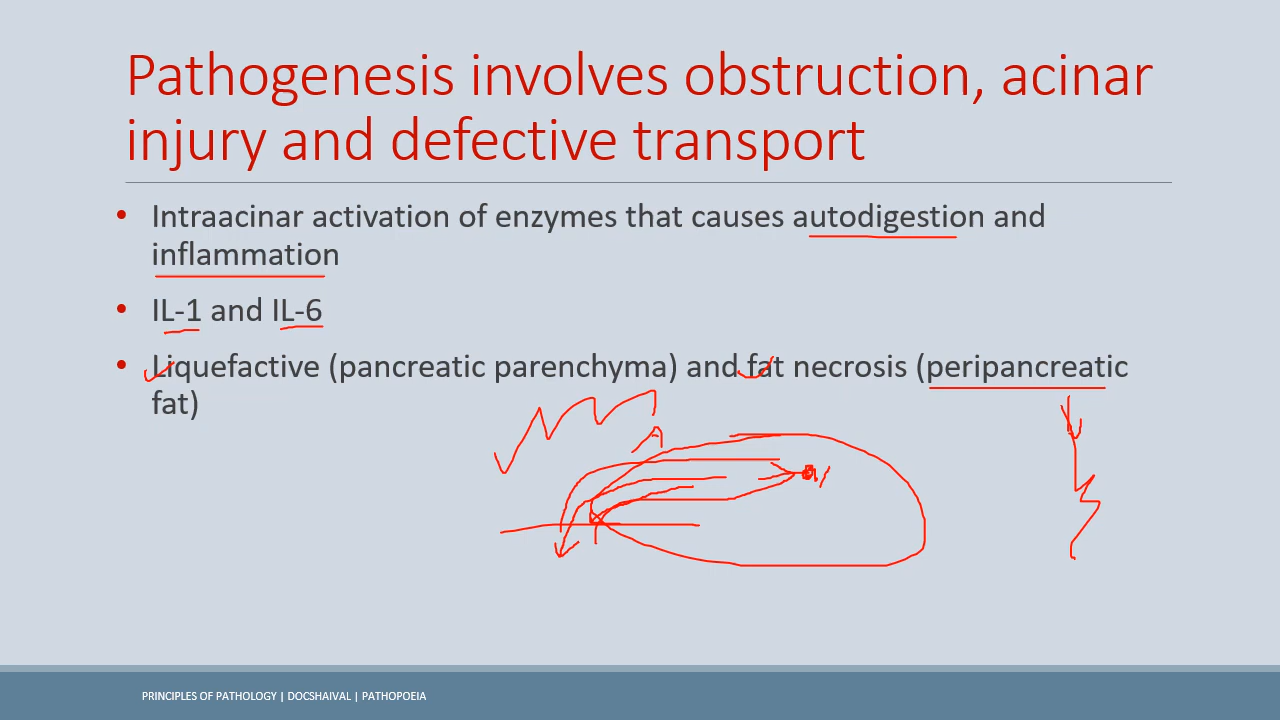 Pathogenesis involves obstruction, acinar
injury and defective transport
• Intraacinar activation of enzymes that causes autodigestion and
inflammation
• IL-1 and IL-6
• Liquefactive (pancreatic parenchyma) and fat necrosis (peripancreatic
fat)
PRINCIPLES OF PATHOLOGY | DOCSHAIVAL | PATHOPOEIA